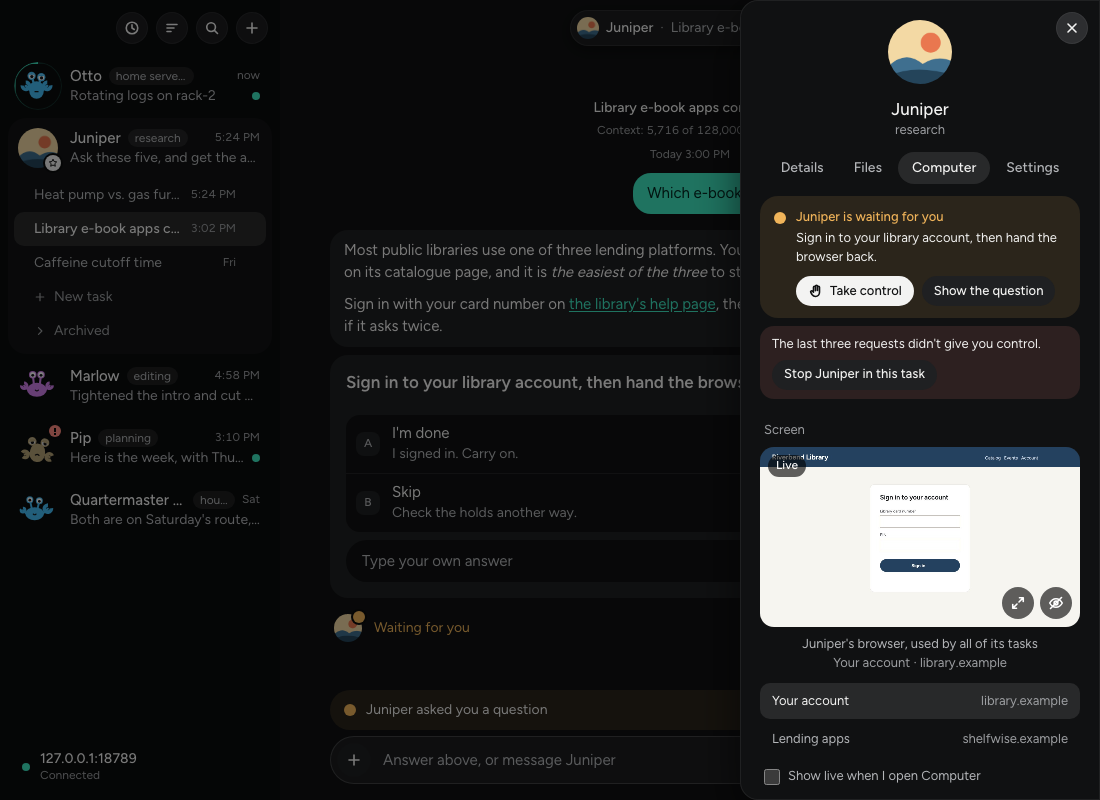 Otto home serve... now
Rotating logs on rack-2
Juniper research 5:24 PM
Ask these five, and get the a...
Heat pump vs. gas fur... 5:24 PM
Library e-book apps c... 3:02 PM
Caffeine cutoff time Fri
New task
Archived
Marlow editing 4:58 PM
Tightened the intro and cut ...
Pip planning 3:10 PM
Here is the week, with Thu...
Quartermaster ... hou... Sat
Both are on Saturday's route,...
127.0.0.1:18789
Connected
Juniper · Library e-b
Library e-book apps co
Context: 5,716 of 128,000
Today 3:00 PM
Which e-book
Most public libraries use one of three lending platforms. You
on its catalogue page, and it is the easiest of the three to st
Sign in with your card number on the library's help page, the
if it asks twice.
Sign in to your library account, then hand the brows
A I'm done
I signed in. Carry on.
B Skip
Check the holds another way.
Type your own answer
Waiting for you
Juniper asked you a question
Answer above, or message Juniper
Juniper
research
Details Files Computer Settings
Juniper is waiting for you
Sign in to your library account, then hand the
browser back.
Take control Show the question
The last three requests didn't give you control.
Stop Juniper in this task
Screen
Live
Library
Catalog Events Account
Sign in to your account
Library card number
PIN
Sign in
Juniper's browser, used by all of its tasks
Your account · library.example
Your account library.example
Lending apps shelfwise.example
Show live when I open Computer